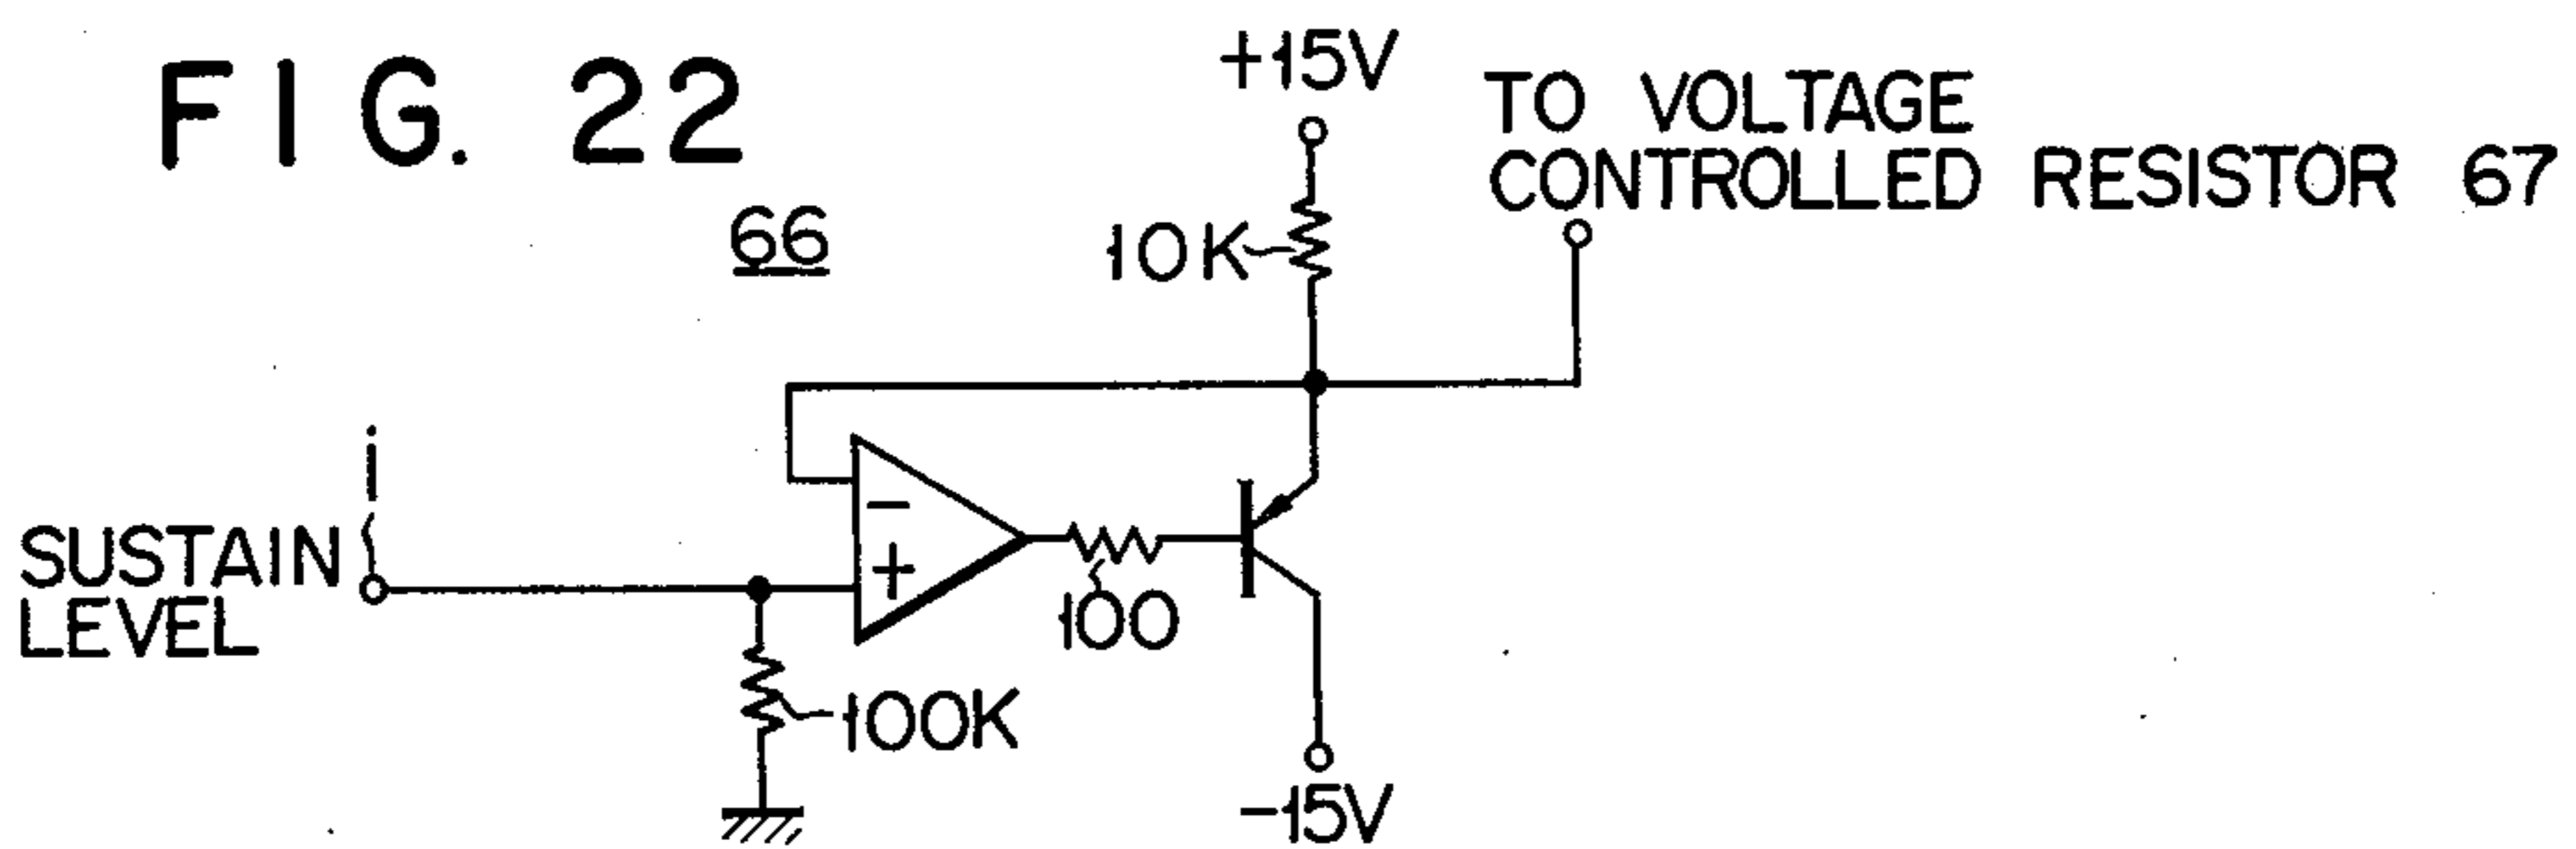 FIG. 22
+15V
TO VOLTAGE
CONTROLLED RESISTOR 67
66
10K
i
SUSTAIN
LEVEL
−
+
100
100K
-15V